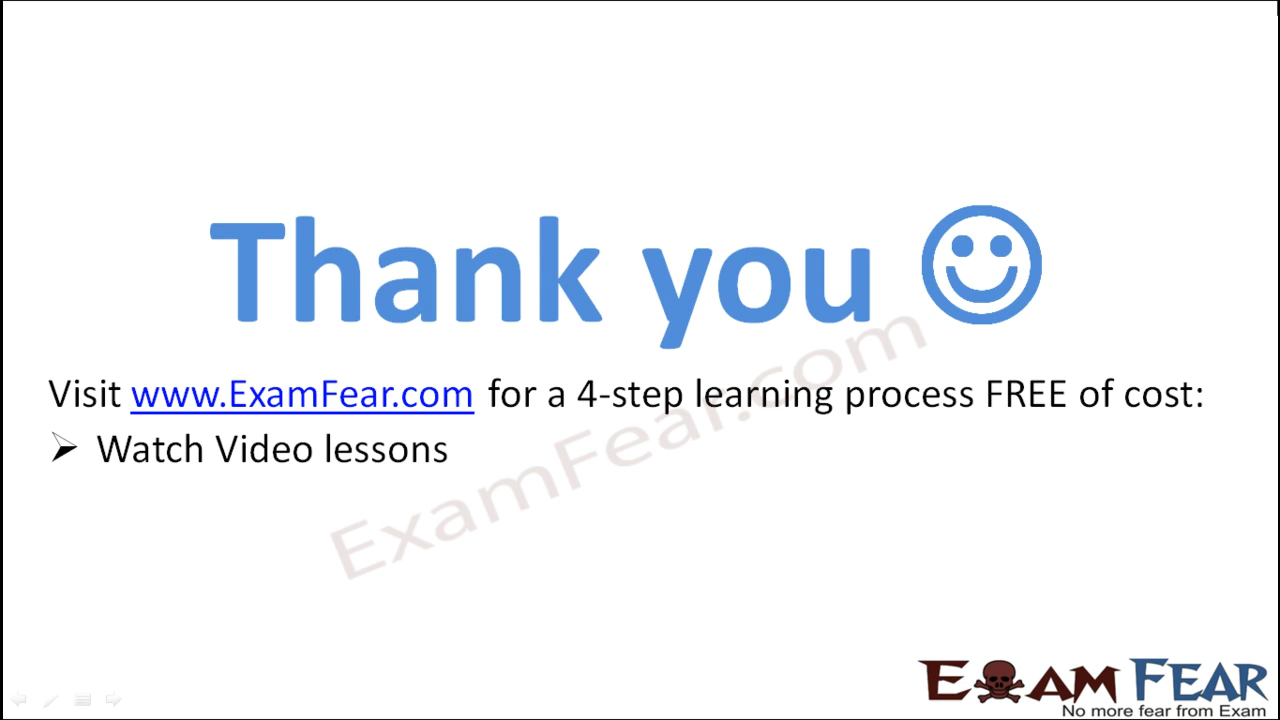 Thank you
Visit www.ExamFear.com for a 4-step learning process FREE of cost:
Watch Video lessons
ExamFear.com
EXAM FEAR
No more fear from Exam